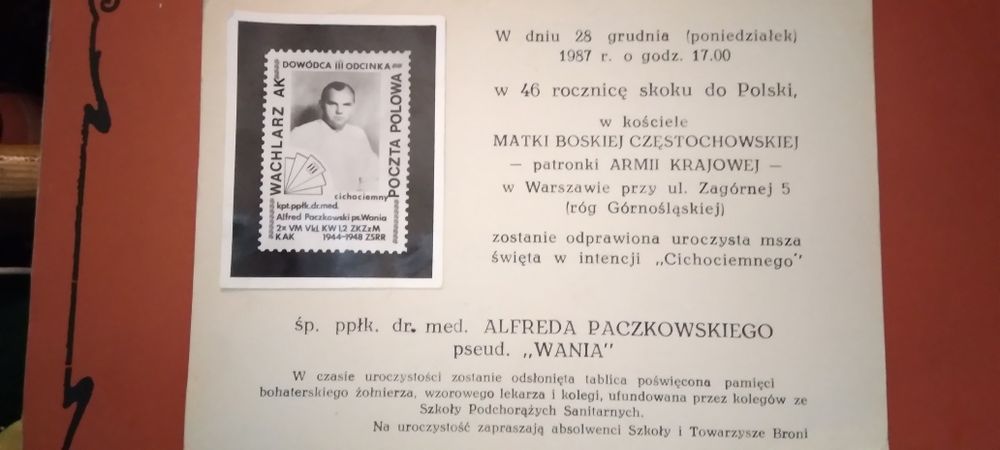 DOWÓDCA III ODCINKA
WACHLARZ AK
POCZTA POLOWA
III
cichociemny
kpt.ppłk.dr.med.
Alfred Paczkowski ps.Wania
2x VM Vkl. KW 1,2 ZKZzM
KAK 1944-1948 ZSRR
W dniu 28 grudnia (poniedziałek)
1987 r. o godz. 17.00
w 46 rocznicę skoku do Polski,
w kościele
MATKI BOSKIEJ CZĘSTOCHOWSKIEJ
— patronki ARMII KRAJOWEJ —
w Warszawie przy ul. Zagórnej 5
(róg Górnośląskiej)
zostanie odprawiona uroczysta msza
święta w intencji „Cichociemnego"
śp. ppłk. dr. med. ALFREDA PACZKOWSKIEGO
pseud. „WANIA"
W czasie uroczystości zostanie odsłonięta tablica poświęcona pamięci
bohaterskiego żołnierza, wzorowego lekarza i kolegi, ufundowana przez kolegów ze
Szkoły Podchorążych Sanitarnych.
Na uroczystość zapraszają absolwenci Szkoły i Towarzysze Broni